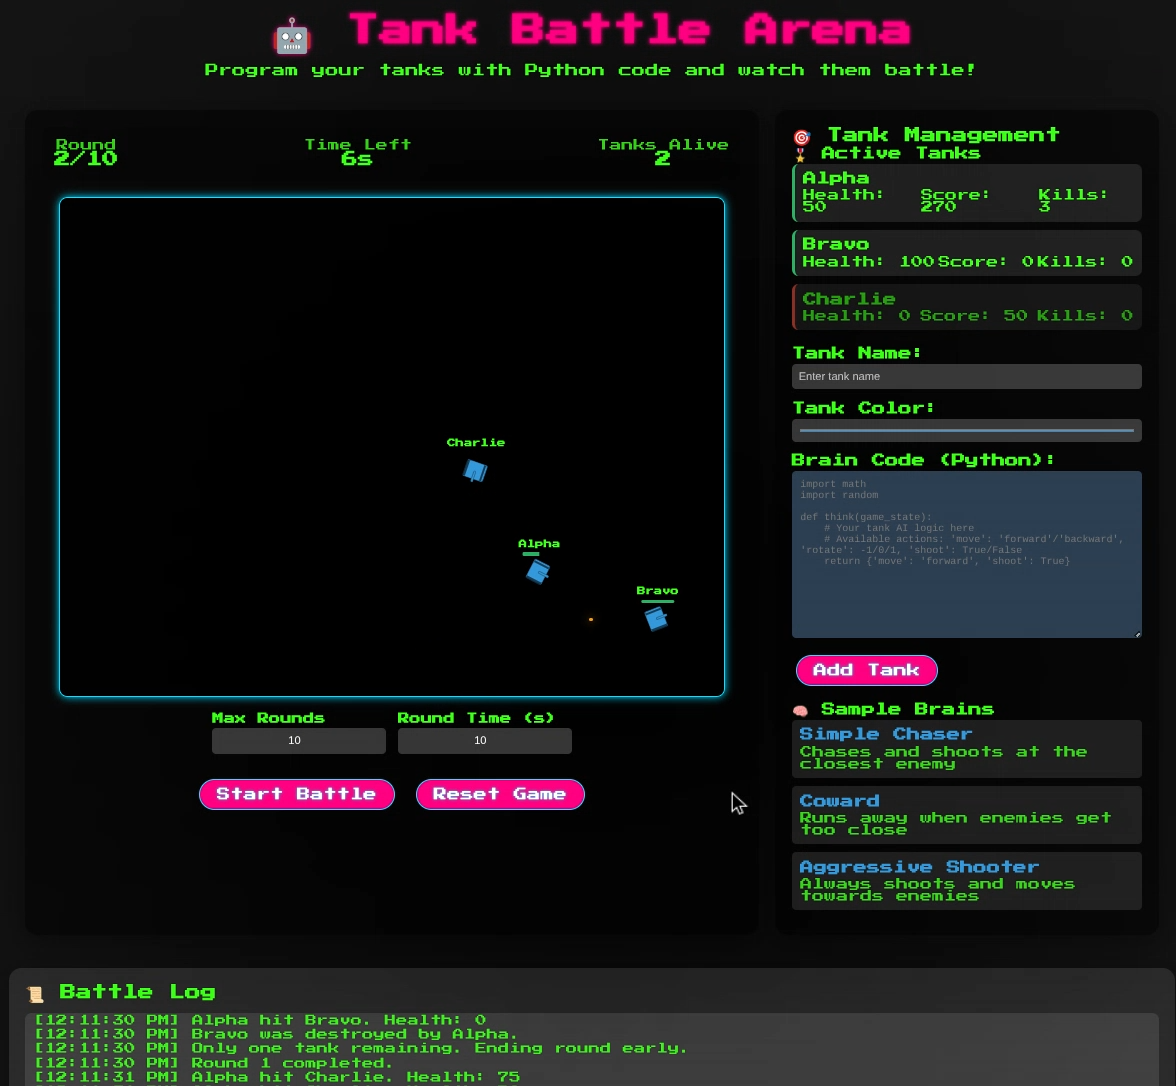 Tank Battle Arena
Program your tanks with Python code and watch them battle!
Round
2/10
Time Left
6s
Tanks Alive
2
Charlie
Alpha
Bravo
Max Rounds
10
Round Time (s)
10
Start Battle
Reset Game
Tank Management
Active Tanks
Alpha
Health: 50
Score: 270
Kills: 3
Bravo
Health: 100 Score: 0 Kills: 0
Charlie
Health: 0 Score: 50 Kills: 0
Tank Name:
Enter tank name
Tank Color:
Brain Code (Python):
import math
import random
def think(game_state):
# Your tank AI logic here
# Available actions: 'move': 'forward'/'backward',
'rotate': -1/0/1, 'shoot': True/False
return {'move': 'forward', 'shoot': True}
Add Tank
Sample Brains
Simple Chaser
Chases and shoots at the
closest enemy
Coward
Runs away when enemies get
too close
Aggressive Shooter
Always shoots and moves
towards enemies
Battle Log
[12:11:30 PM] Alpha hit Bravo. Health: 0
[12:11:30 PM] Bravo was destroyed by Alpha.
[12:11:30 PM] Only one tank remaining. Ending round early.
[12:11:30 PM] Round 1 completed.
[12:11:31 PM] Alpha hit Charlie. Health: 75